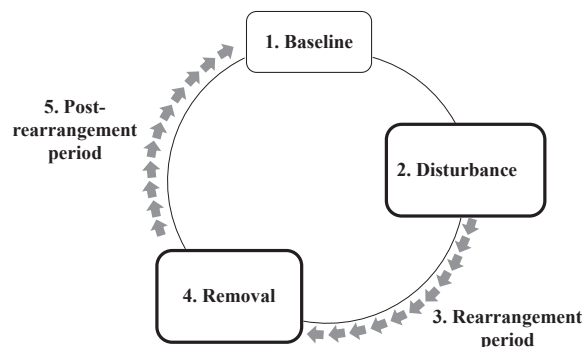 1. Baseline
2. Disturbance
3. Rearrangement
period
4. Removal
5. Post-
rearrangement
period